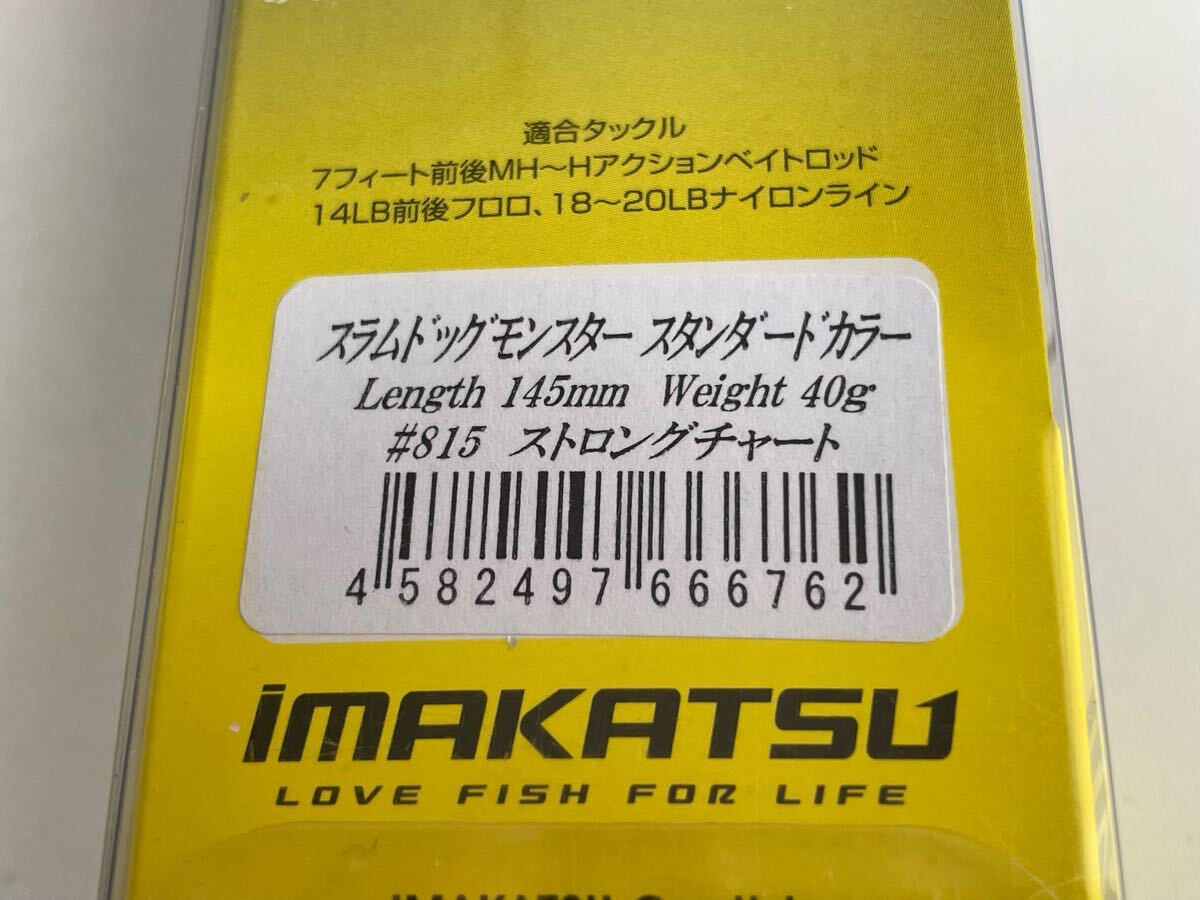 適合タックル
7フィート前後MH～Hアクションベイトロッド
14LB前後フロロ、18～20LBナイロンライン
スラムドッグモンスター スタンダードカラー
Length 145mm Weight 40g
#815 ストロングチャート
4582497666762
iMAKATSU
LOVE FISH FOR LIFE